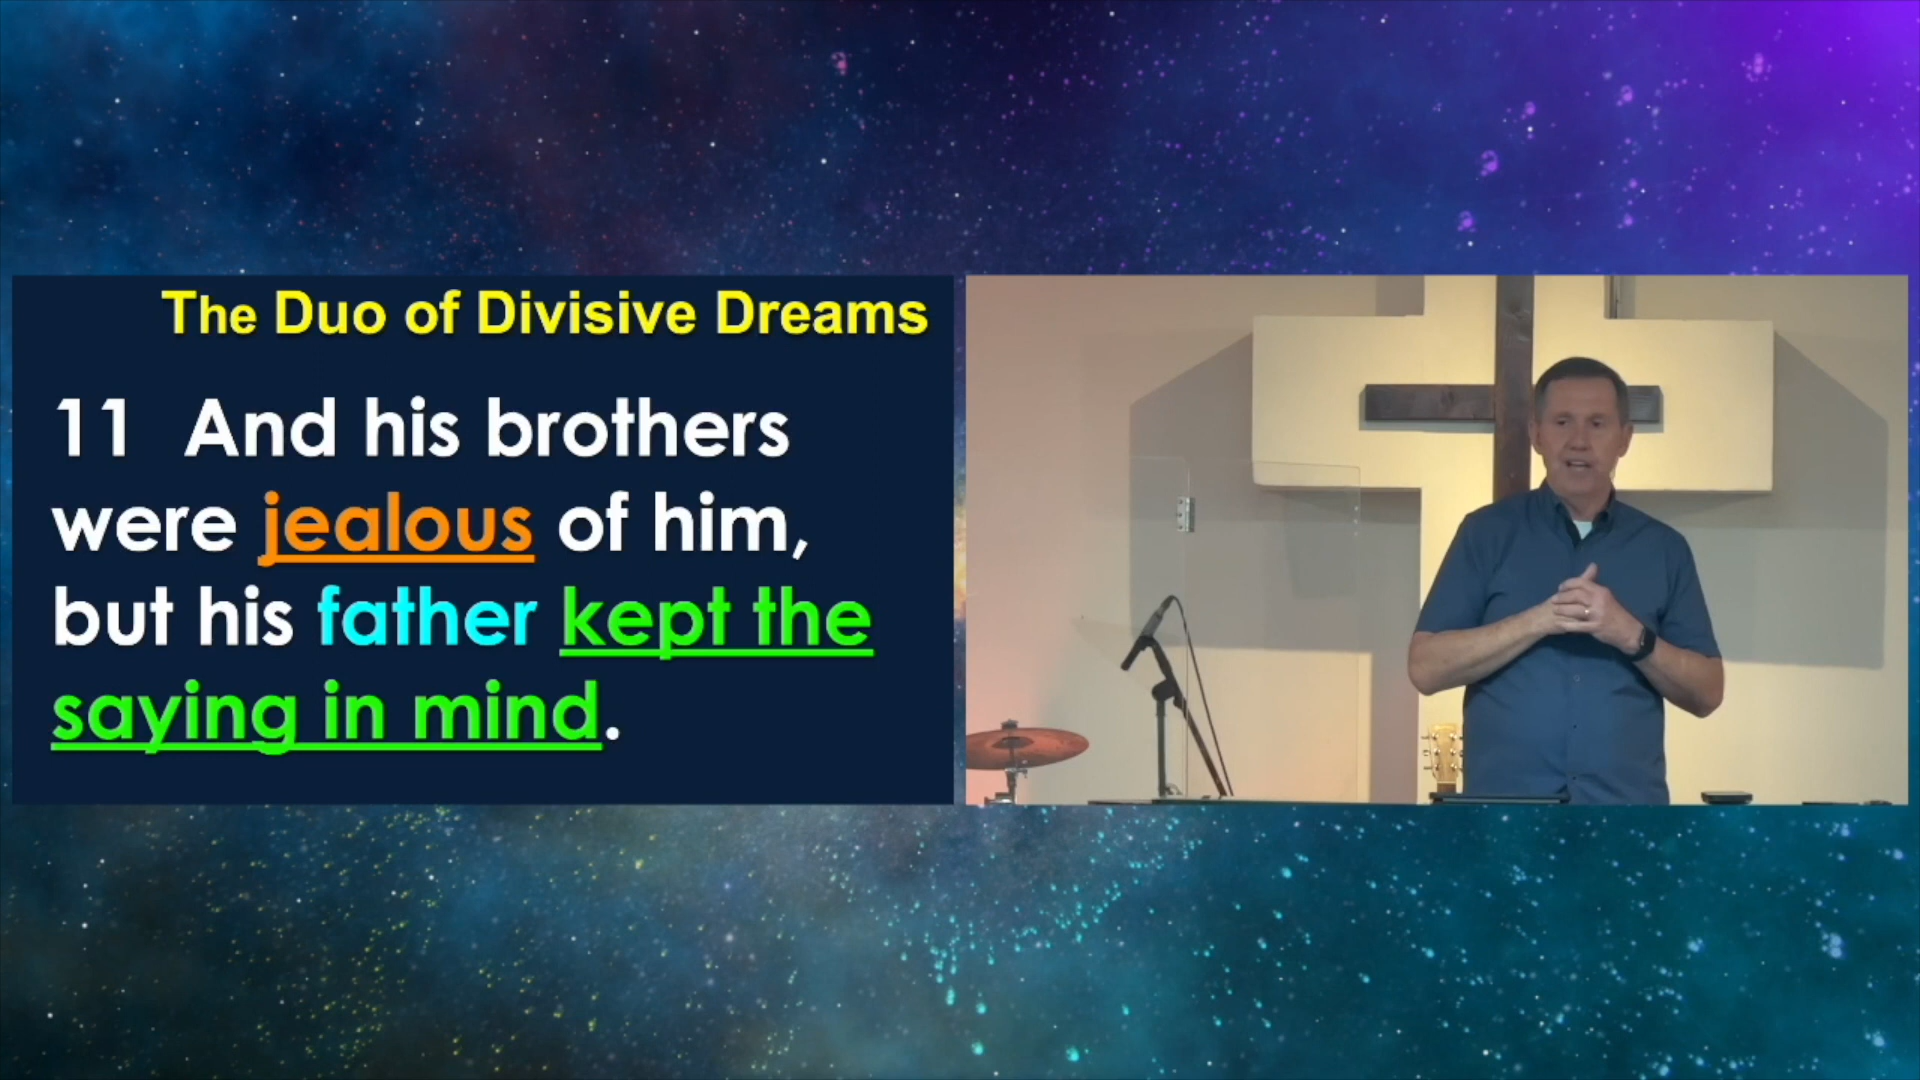 The Duo of Divisive Dreams
11 And his brothers
were jealous of him,
but his father kept the
saying in mind.